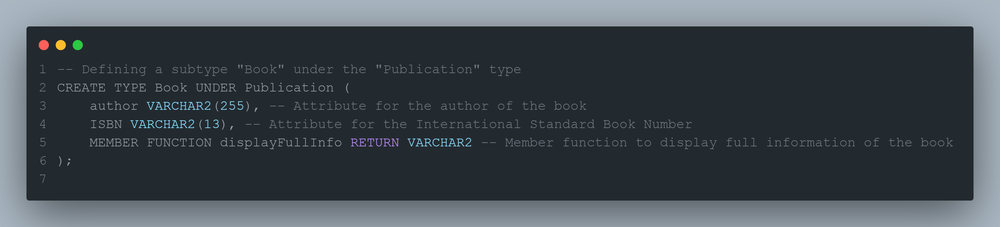 1 -- Defining a subtype "Book" under the "Publication" type
2 CREATE TYPE Book UNDER Publication (
3     author VARCHAR2(255), -- Attribute for the author of the book
4     ISBN VARCHAR2(13), -- Attribute for the International Standard Book Number
5     MEMBER FUNCTION displayFullInfo RETURN VARCHAR2 -- Member function to display full information of the book
6 );
7